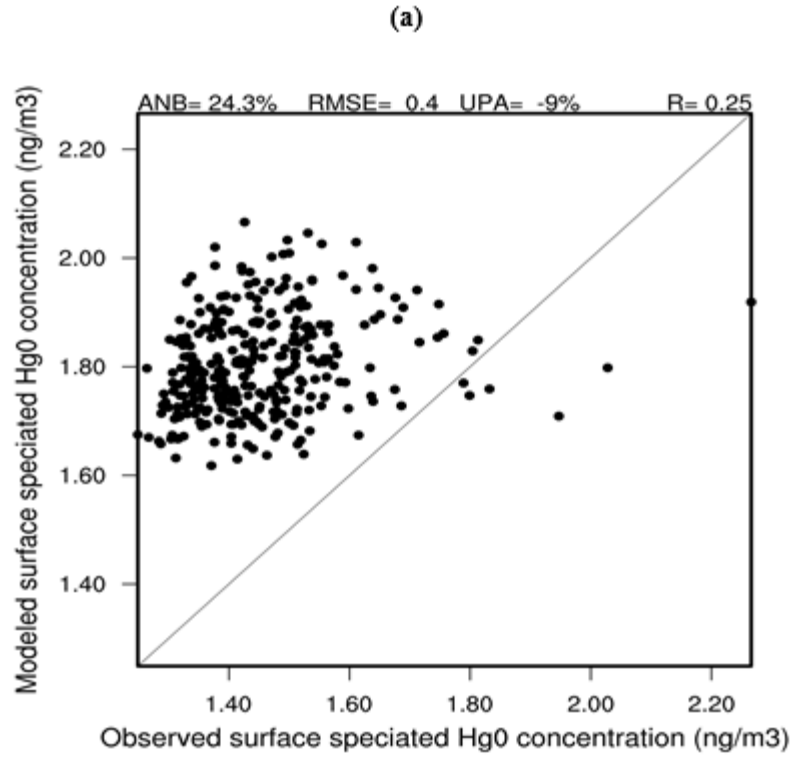 (a)
ANB= 24.3% RMSE= 0.4 UPA= -9% R= 0.25
Modeled surface speciated Hg0 concentration (ng/m3)
2.20
2.00
1.80
1.60
1.40
1.40 1.60 1.80 2.00 2.20
Observed surface speciated Hg0 concentration (ng/m3)